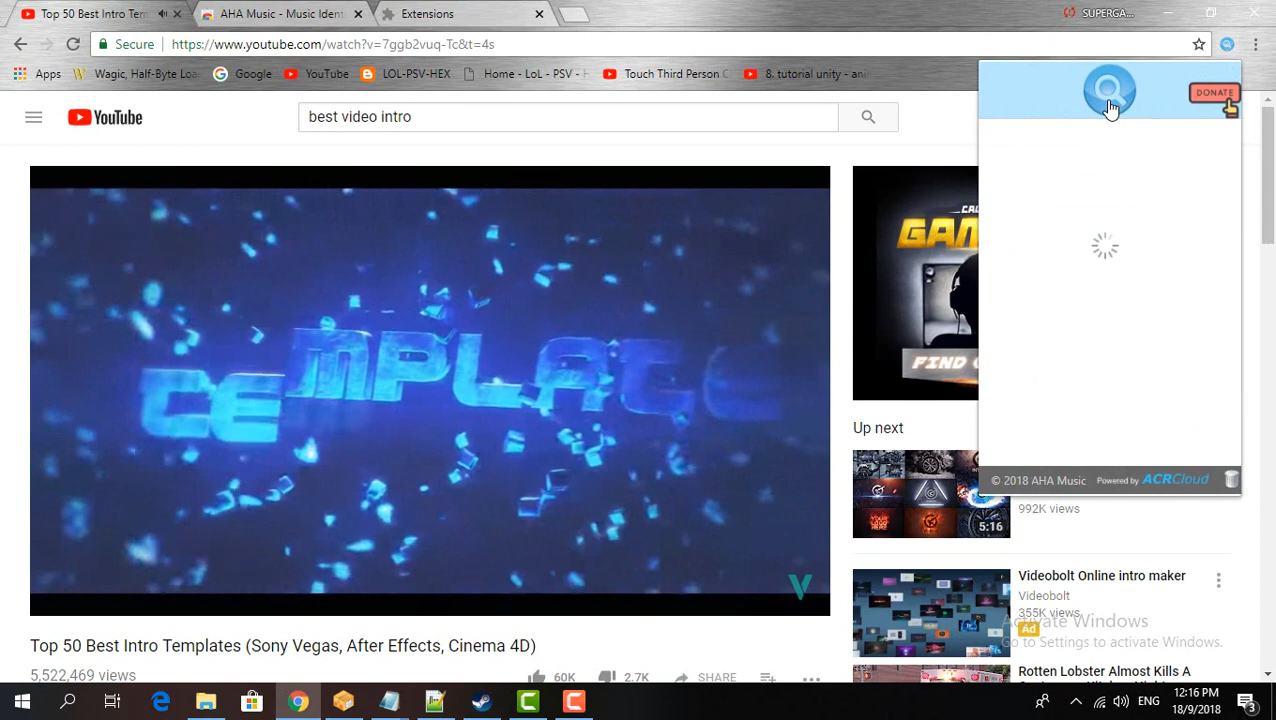 Top 50 Best Intro Tem
AHA Music - Music Ident
Extensions
SUPERGA...
Secure
https://www.youtube.com/watch?v=7ggb2vuq-Tc&t=4s
Apps
Wagic, Half-Byte Loa
Google
YouTube
LOL-PSV-HEX
Home - LoL - PSV - H
Touch Third Person C
8. tutorial unity - ani
YouTube
best video intro
DONATE
CE MPLATE
V
GAM
FIND
Up next
© 2018 AHA Music
Powered by ACRCloud
992K views
5:16
Videobolt Online intro maker
Videobolt
355K views
Ad
Activate Windows
Go to Settings to activate Windows.
Top 50 Best Intro Templates (Sony Vegas, After Effects, Cinema 4D)
5,522,469 views
60K
2.7K
SHARE
Rotten Lobster Almost Kills A
ENG
12:16 PM
18/9/2018
3